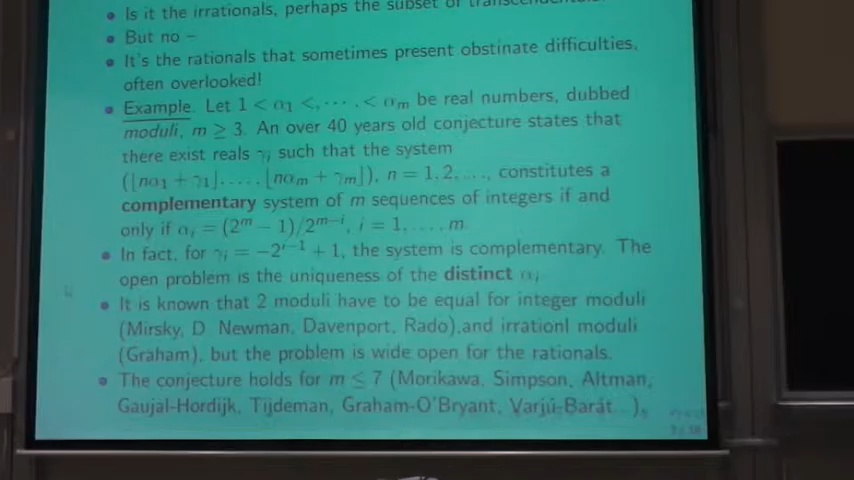 • Is it the irrationals, perhaps the subset of
• But no –
• It's the rationals that sometimes present obstinate difficulties,
often overlooked!
• Example. Let 1 < α₁ <, ⋯ . < αₘ be real numbers, dubbed
moduli, m ≥ 3. An over 40 years old conjecture states that
there exist reals γᵢ such that the system
(⌊nα₁ + γ₁⌋, . . . . ⌊nαₘ + γₘ⌋), n = 1, 2, . . . , constitutes a
complementary system of m sequences of integers if and
only if αᵢ = (2ᵐ − 1)/2ᵐ⁻ⁱ, i = 1, . . . . m
• In fact, for γᵢ = −2ⁱ⁻¹ + 1, the system is complementary. The
open problem is the uniqueness of the distinct αᵢ
• It is known that 2 moduli have to be equal for integer moduli
(Mirsky, D. Newman, Davenport, Rado),and irrationl moduli
(Graham), but the problem is wide open for the rationals.
• The conjecture holds for m ≤ 7 (Morikawa, Simpson, Altman,
Gaujal-Hordijk, Tijdeman, Graham-O'Bryant, Varjú-Barát...),